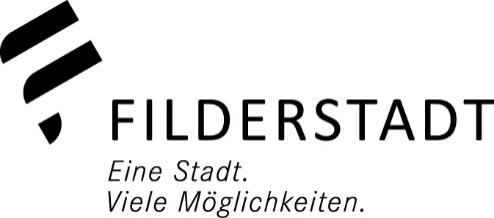 FILDERSTADT
Eine Stadt.
Viele Möglichkeiten.